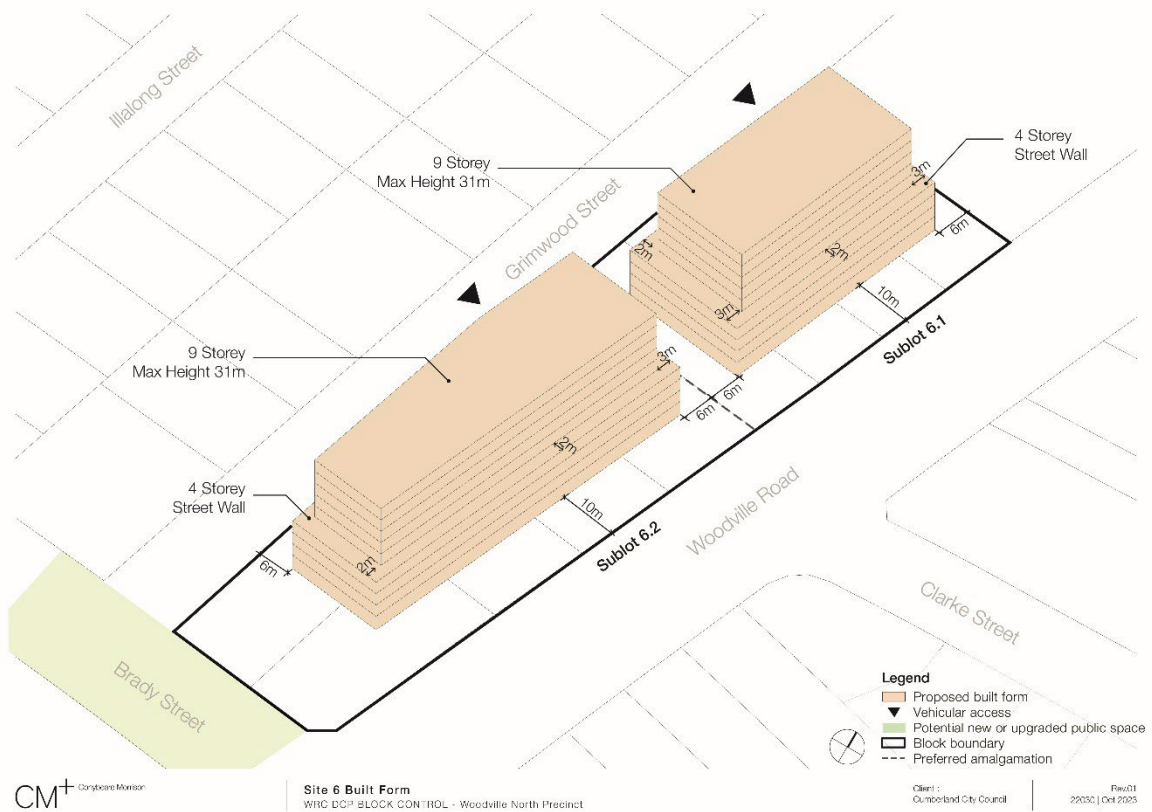 Illalong Street
9 Storey
Max Height 31m
4 Storey
Street Wall
3m
Grimwood Street
2m
2m
6m
3m
10m
Sublot 6.1
9 Storey
Max Height 31m
3m
6m
6m
2m
4 Storey
Street Wall
10m
Woodville Road
Sublot 6.2
6m
2m
Clarke Street
Brady Street
Legend
Proposed built form
Vehicular access
Potential new or upgraded public space
Block boundary
Preferred amalgamation
CM+ Conybeare Morrison
Site 6 Built Form
WRC DCP BLOCK CONTROL - Woodville North Precinct
Client :
Cumberland City Council
Rev.01
22030 | Oct 2023